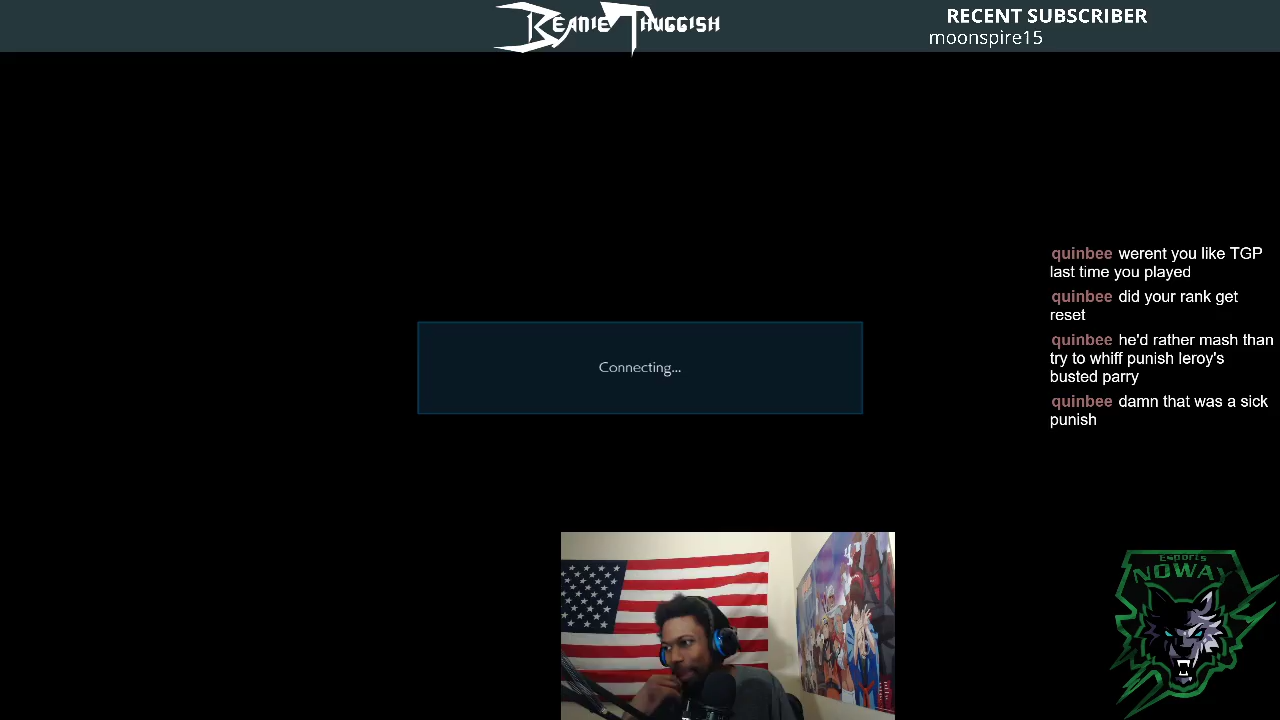 BEANIE THUGGISH
RECENT SUBSCRIBER
moonspire15
quinbee werent you like TGP
last time you played
quinbee did your rank get
reset
quinbee he'd rather mash than
try to whiff punish leroy's
busted parry
quinbee damn that was a sick
punish
Connecting...
Esports
NOWAY